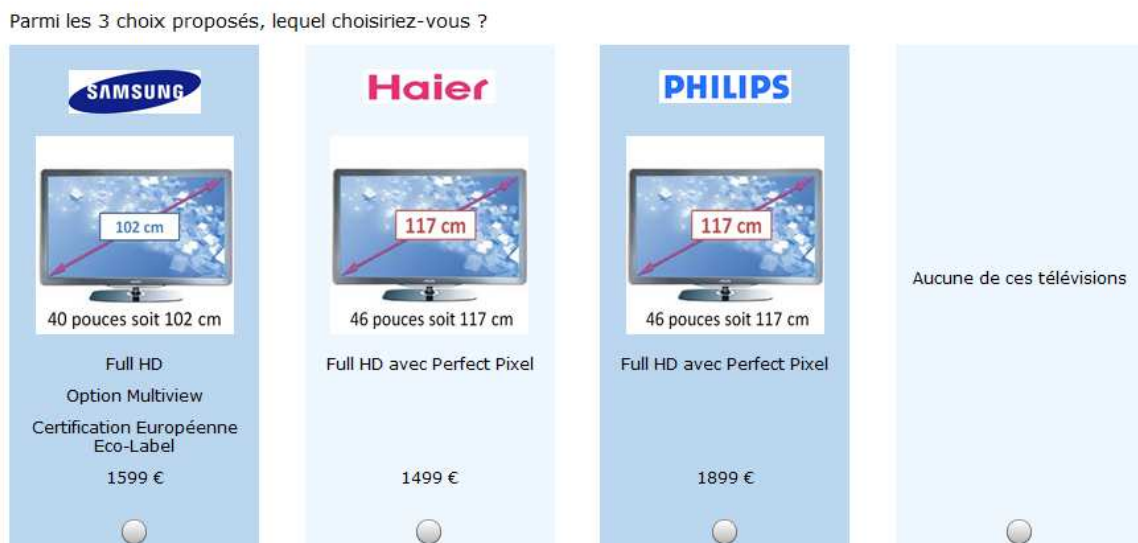 Parmi les 3 choix proposés, lequel choisiriez-vous ?
SAMSUNG
102 cm
40 pouces soit 102 cm
Full HD
Option Multiview
Certification Européenne
Eco-Label
1599 €
Haier
117 cm
46 pouces soit 117 cm
Full HD avec Perfect Pixel
1499 €
PHILIPS
117 cm
46 pouces soit 117 cm
Full HD avec Perfect Pixel
1899 €
Aucune de ces télévisions